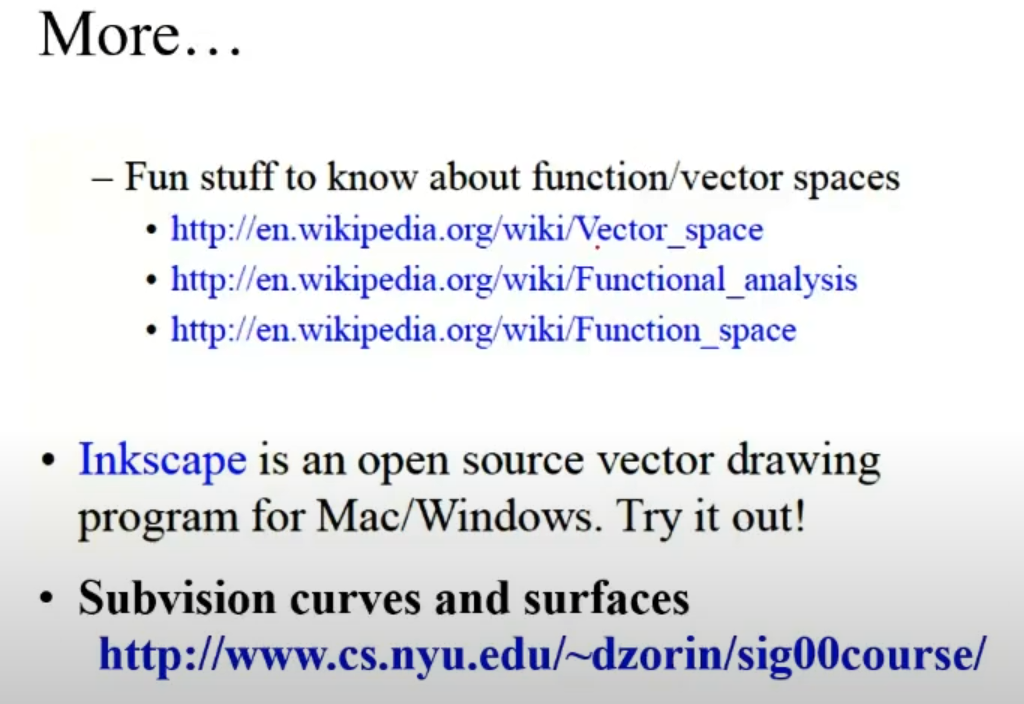 More…
– Fun stuff to know about function/vector spaces
• http://en.wikipedia.org/wiki/Vector_space
• http://en.wikipedia.org/wiki/Functional_analysis
• http://en.wikipedia.org/wiki/Function_space
• Inkscape is an open source vector drawing
program for Mac/Windows. Try it out!
• Subvision curves and surfaces
http://www.cs.nyu.edu/~dzorin/sig00course/